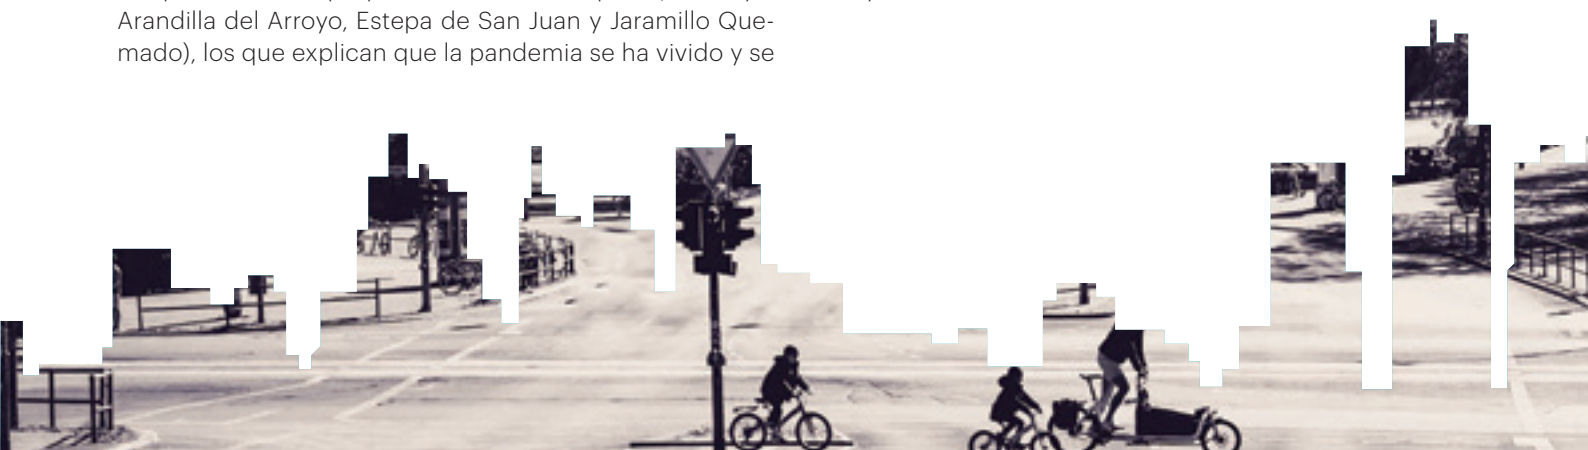 Arandilla del Arroyo, Estepa de San Juan y Jaramillo Que-
mado), los que explican que la pandemia se ha vivido y se